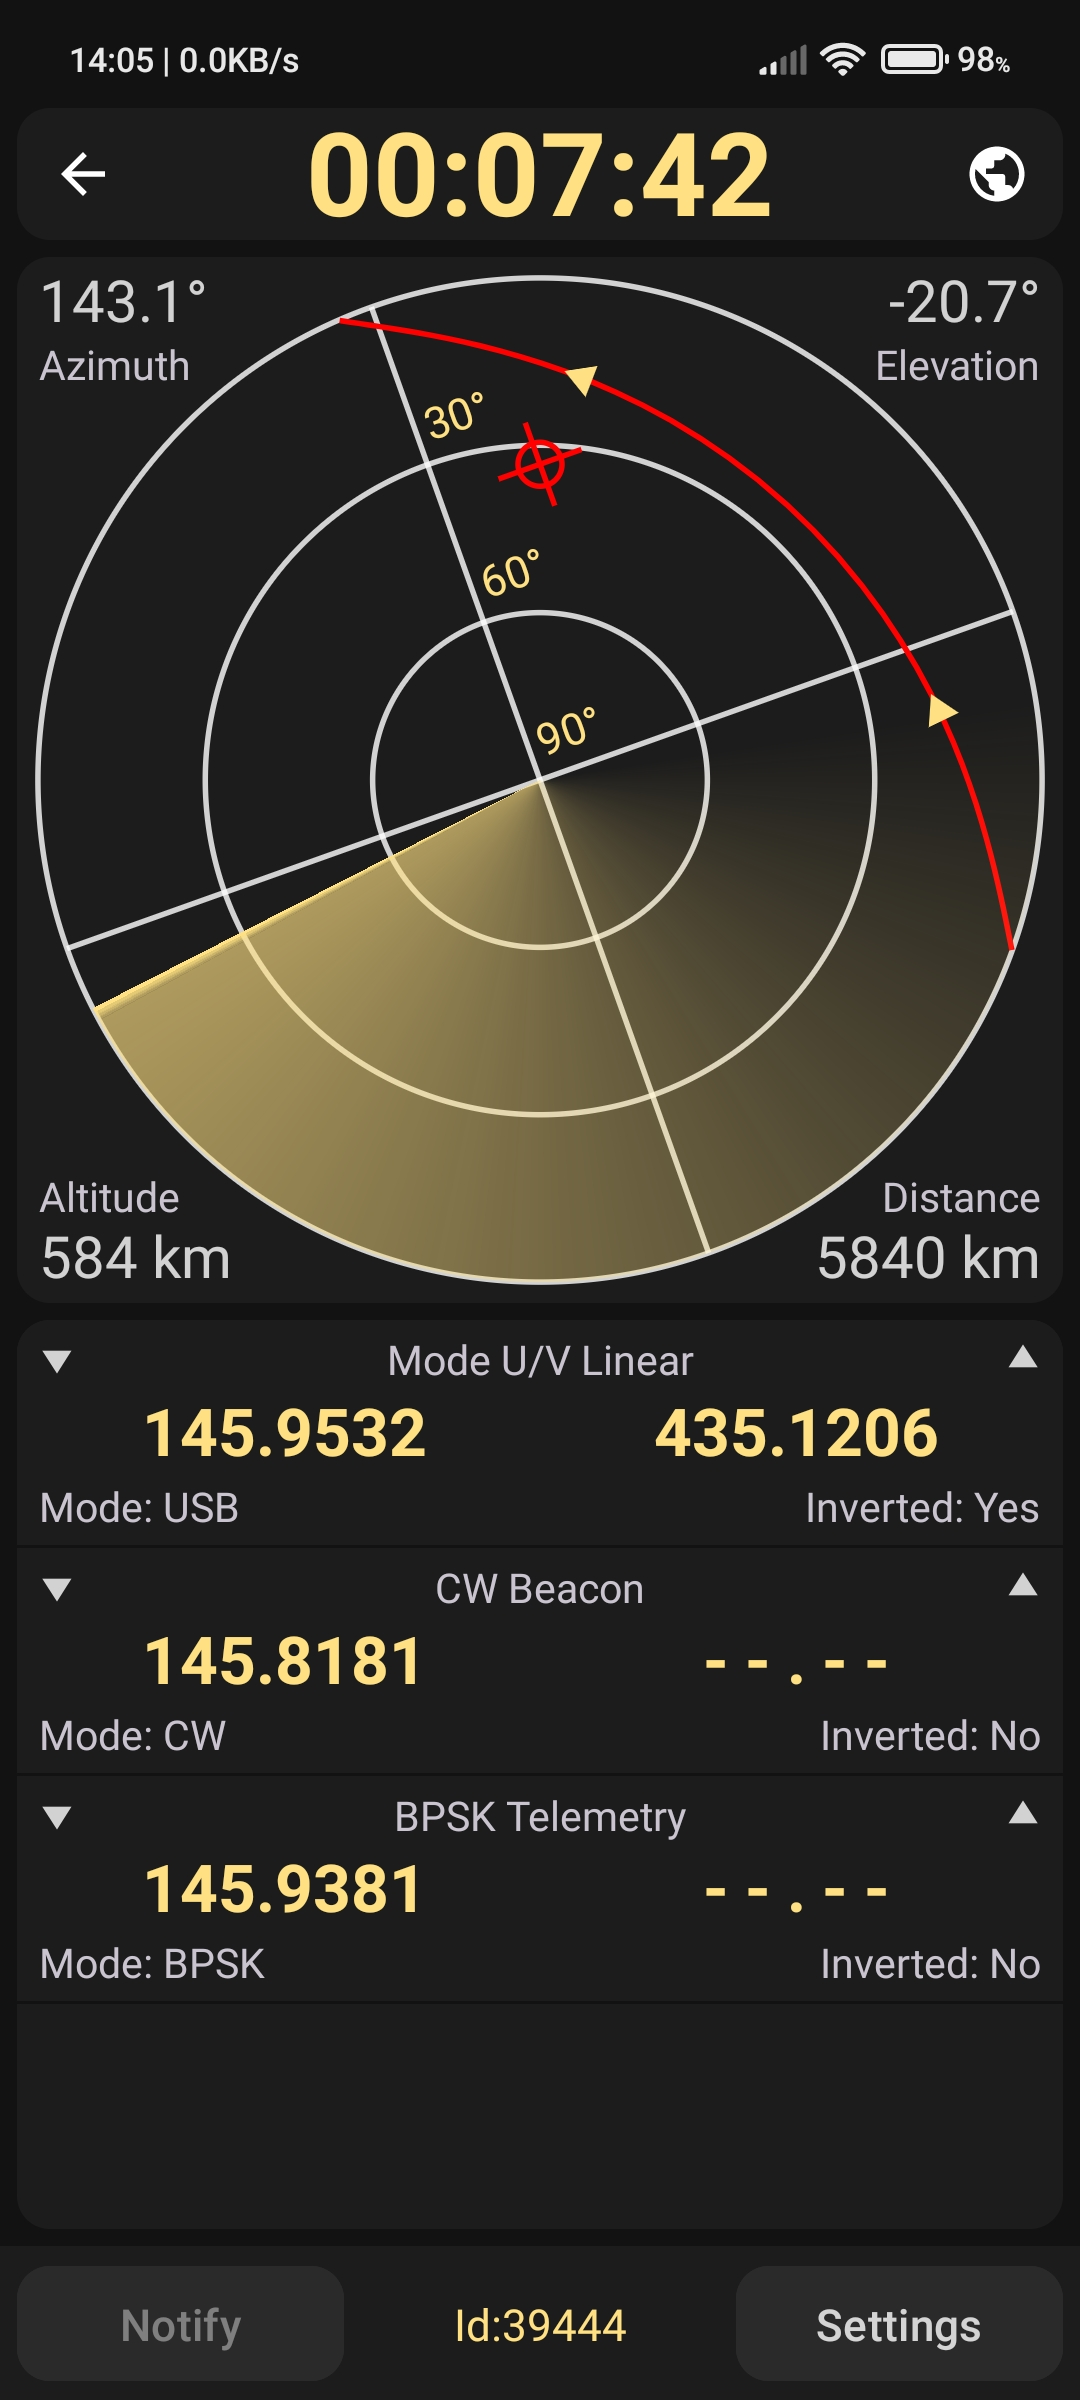 14:05 | 0.0KB/s 98%
00:07:42
143.1° -20.7°
Azimuth Elevation
30°
60°
90°
Altitude Distance
584 km 5840 km
Mode U/V Linear
145.9532 435.1206
Mode: USB Inverted: Yes
CW Beacon
145.8181 --.--
Mode: CW Inverted: No
BPSK Telemetry
145.9381 --.--
Mode: BPSK Inverted: No
Notify Id:39444 Settings